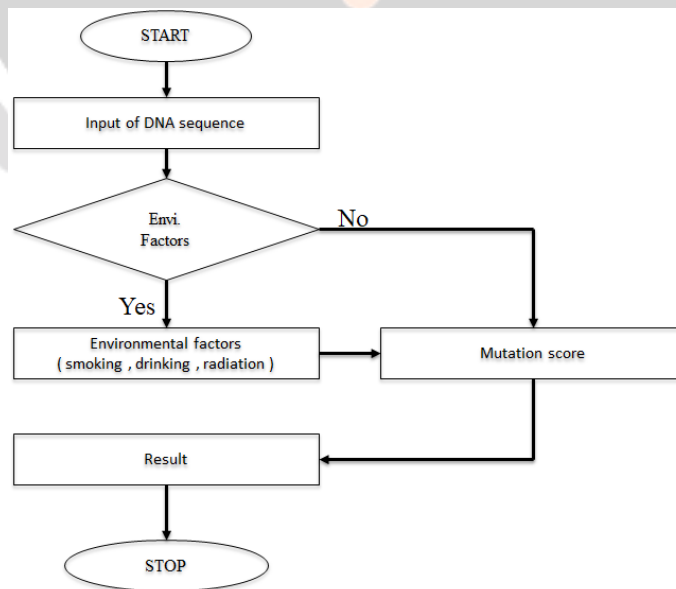 START
Input of DNA sequence
Envi.
Factors
No
Yes
Environmental factors
( smoking , drinking , radiation )
Mutation score
Result
STOP